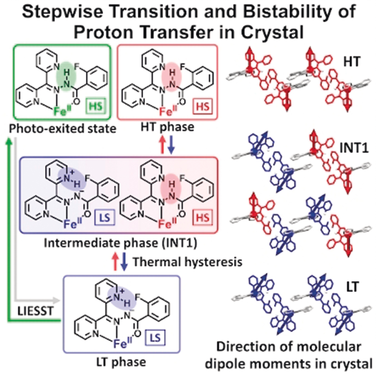 Stepwise Transition and Bistability of
Proton Transfer in Crystal
H F
N
N N
N O
Fe II
HS
Photo-exited state
H F
N
N N
N O
Fe II
HS
HT phase
HT
N + H F
N N
N O
Fe II
LS
H F
N
N N
N O
Fe II
HS
Intermediate phase (INT1)
INT1
Thermal hysteresis
LIESST
N + H F
N N
N O
Fe II
LS
LT phase
LT
Direction of molecular
dipole moments in crystal